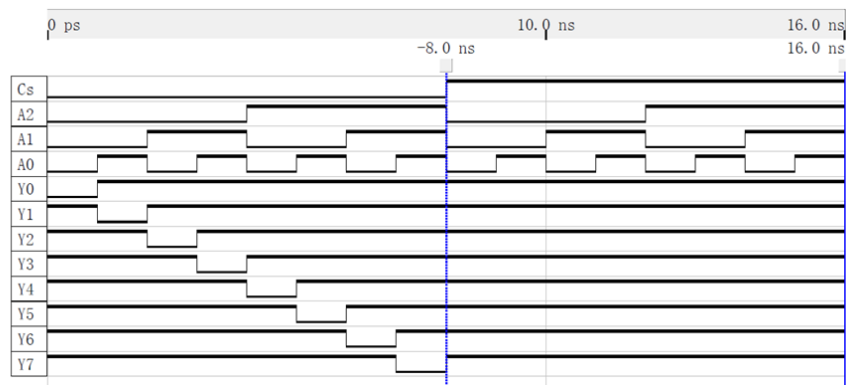 0 ps 10.0 ns 16.0 ns
-8.0 ns 16.0 ns
Cs
A2
A1
A0
Y0
Y1
Y2
Y3
Y4
Y5
Y6
Y7